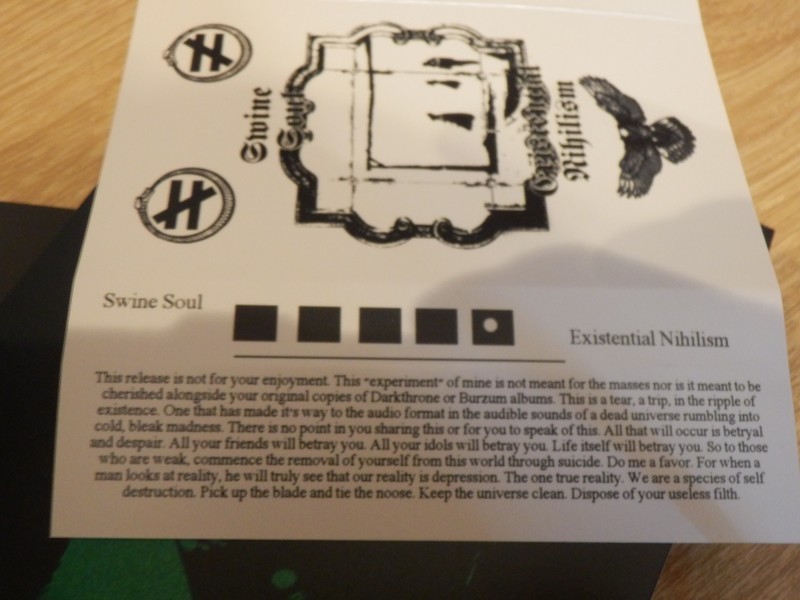 Swine
Soul
Existential
Nihilism
Swine Soul
Existential Nihilism
This release is not for your enjoyment. This "experiment" of mine is not meant for the masses nor is it meant to be
cherished alongside your original copies of Darkthrone or Burzum albums. This is a tear, a trip, in the ripple of
existence. One that has made it's way to the audio format in the audible sounds of a dead universe rumbling into
cold, bleak madness. There is no point in you sharing this or for you to speak of this. All that will occur is betryal
and despair. All your friends will betray you. All your idols will betray you. Life itself will betray you. So to those
who are weak, commence the removal of yourself from this world through suicide. Do me a favor. For when a
man looks at reality, he will truly see that our reality is depression. The one true reality. We are a species of self
destruction. Pick up the blade and tie the noose. Keep the universe clean. Dispose of your useless filth.